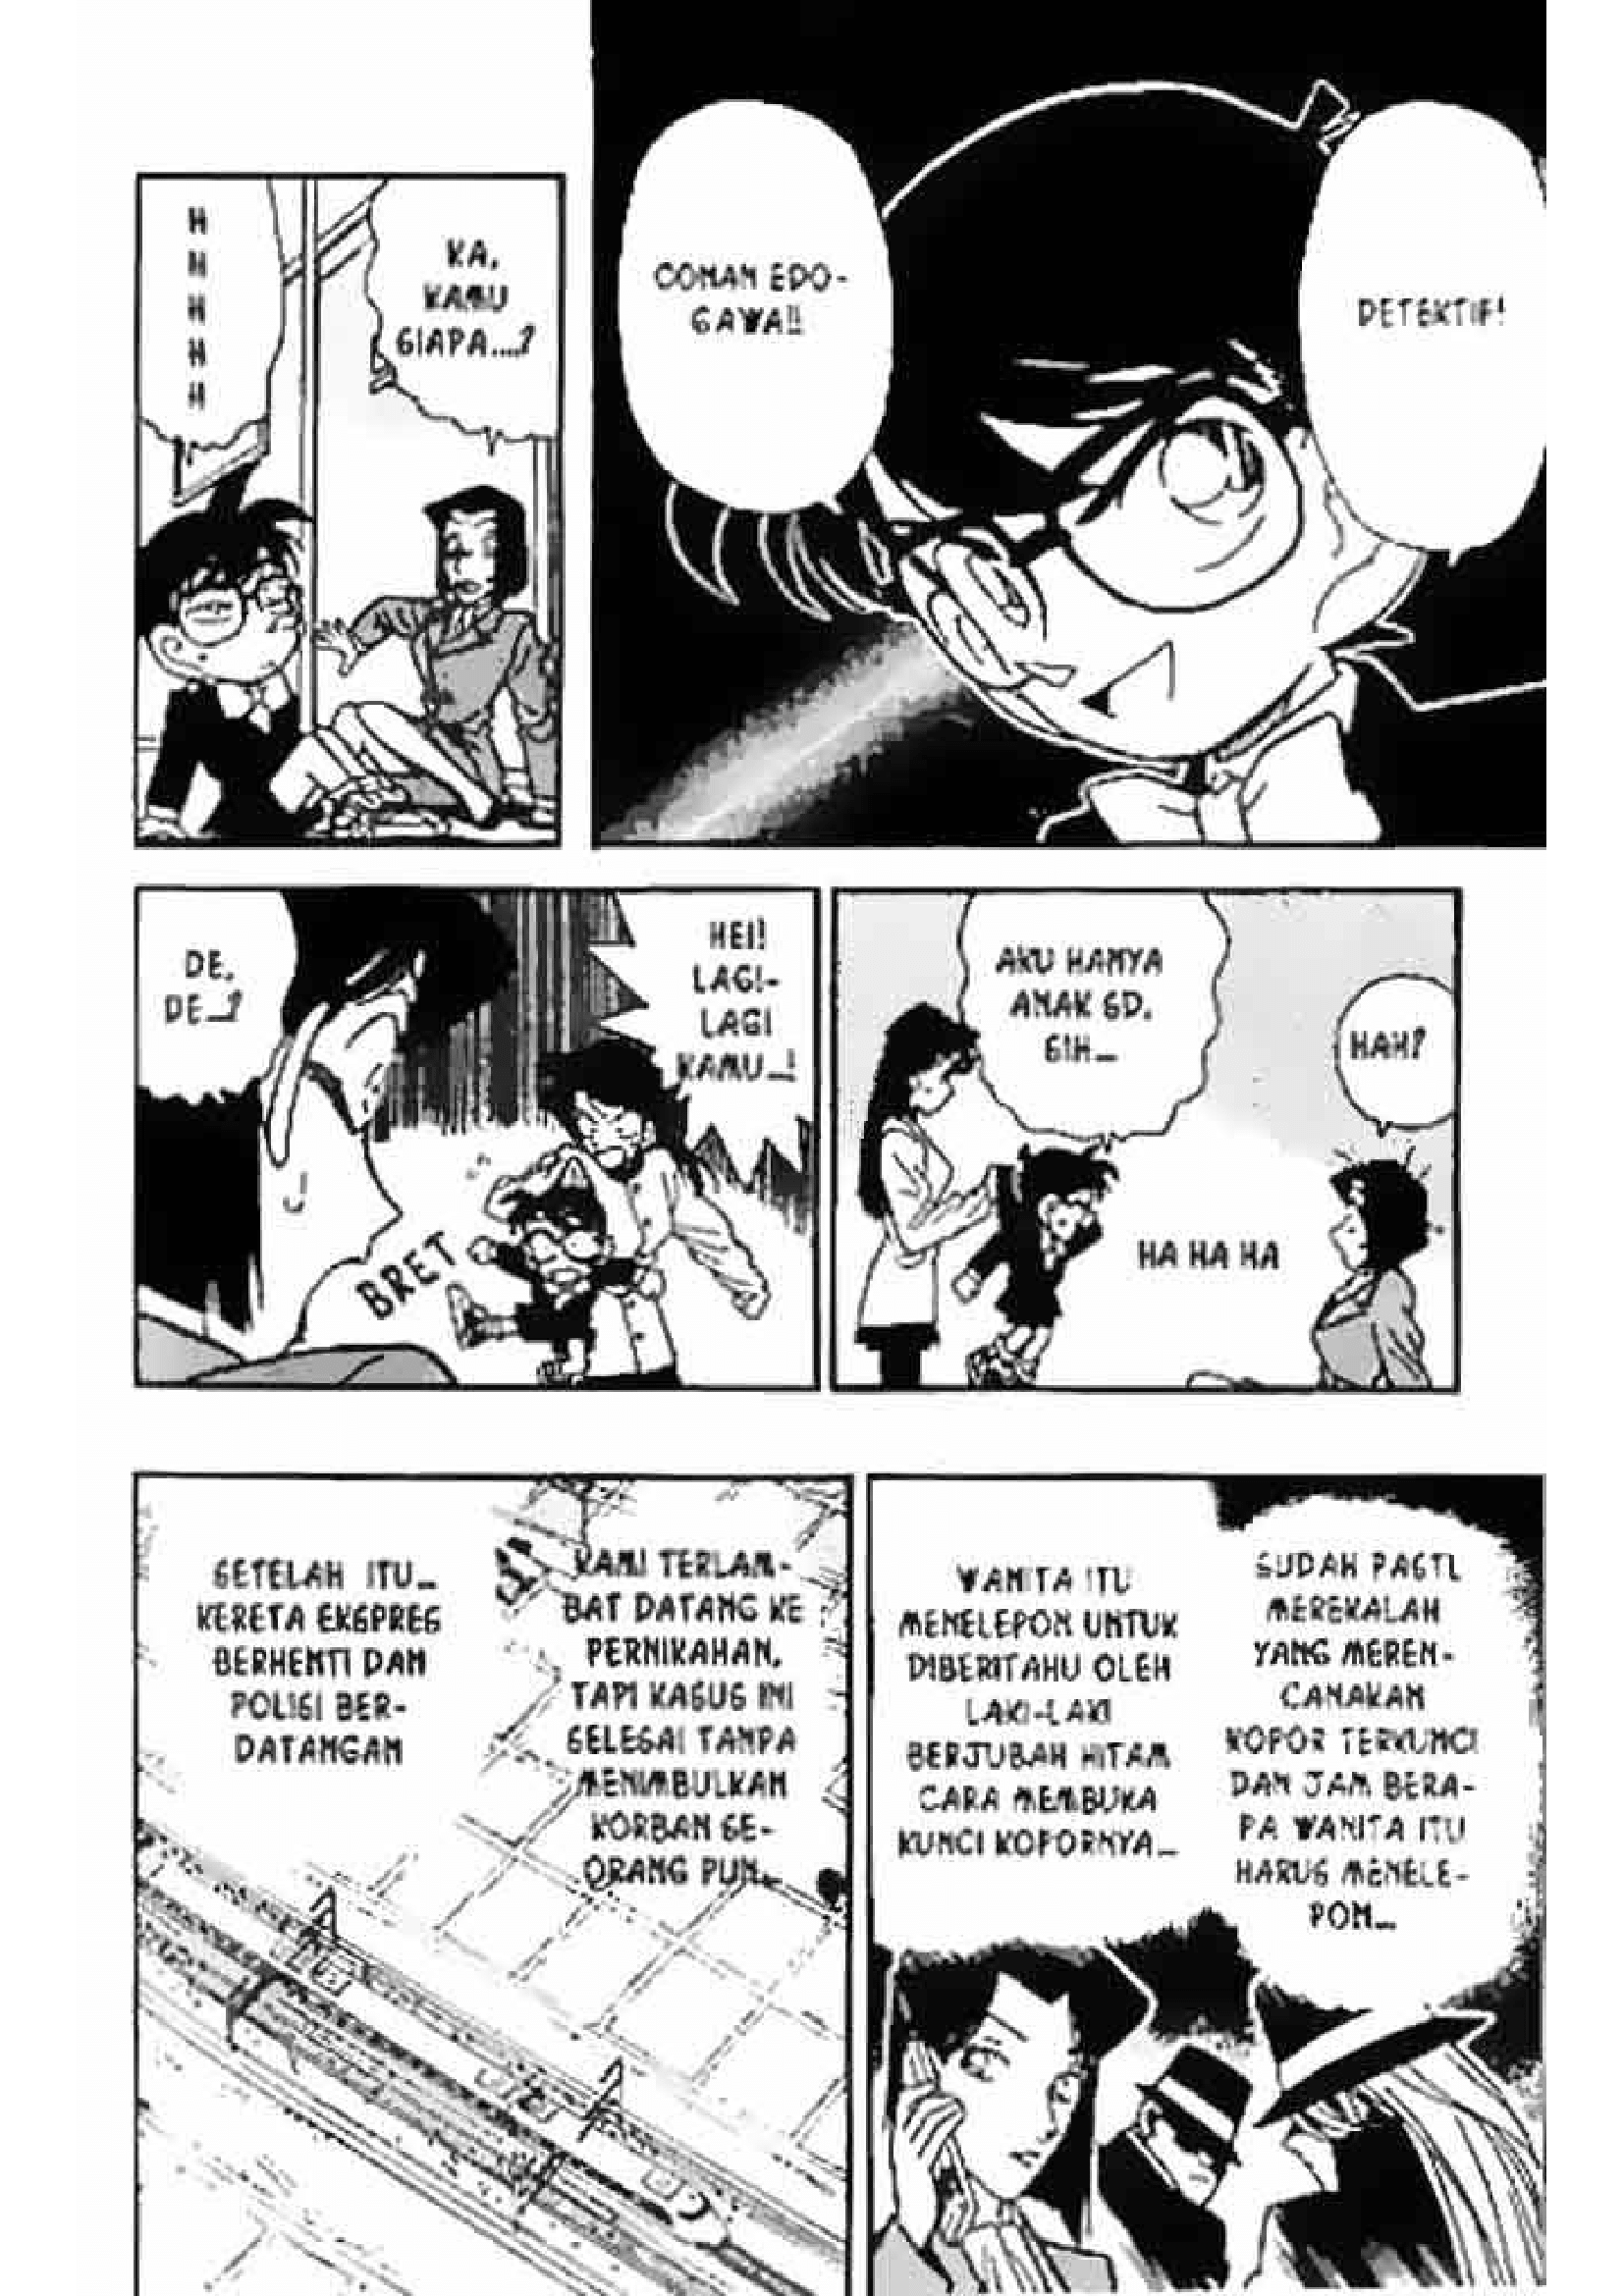 KA,
KAMU
SIAPA....?
H
H
H
H
H
DETEKTIF!
CONAN EDO-
GAWA!!
DE,
DE...?
HEI!
LAGI-
LAGI
KAMU...!
BRET
AKU HANYA
ANAK SD,
SIH...
HAH?
HA HA HA
SETELAH ITU...
KERETA EKSPRES
BERHENTI DAN
POLISI BER-
DATANGAN
KAMI TERLAM-
BAT DATANG KE
PERNIKAHAN,
TAPI KASUS INI
SELESAI TANPA
MENIMBULKAN
KORBAN SE-
ORANG PUN...
SUDAH PASTI,
MEREKALAH
YANG MEREN-
CANAKAN
KOPOR TERKUNCI
DAN JAM BERA-
PA WANITA ITU
HARUS MENELE-
PON...
WANITA ITU
MENELEPON UNTUK
DIBERITAHU OLEH
LAKI-LAKI
BERJUBAH HITAM
CARA MEMBUKA
KUNCI KOPORNYA...